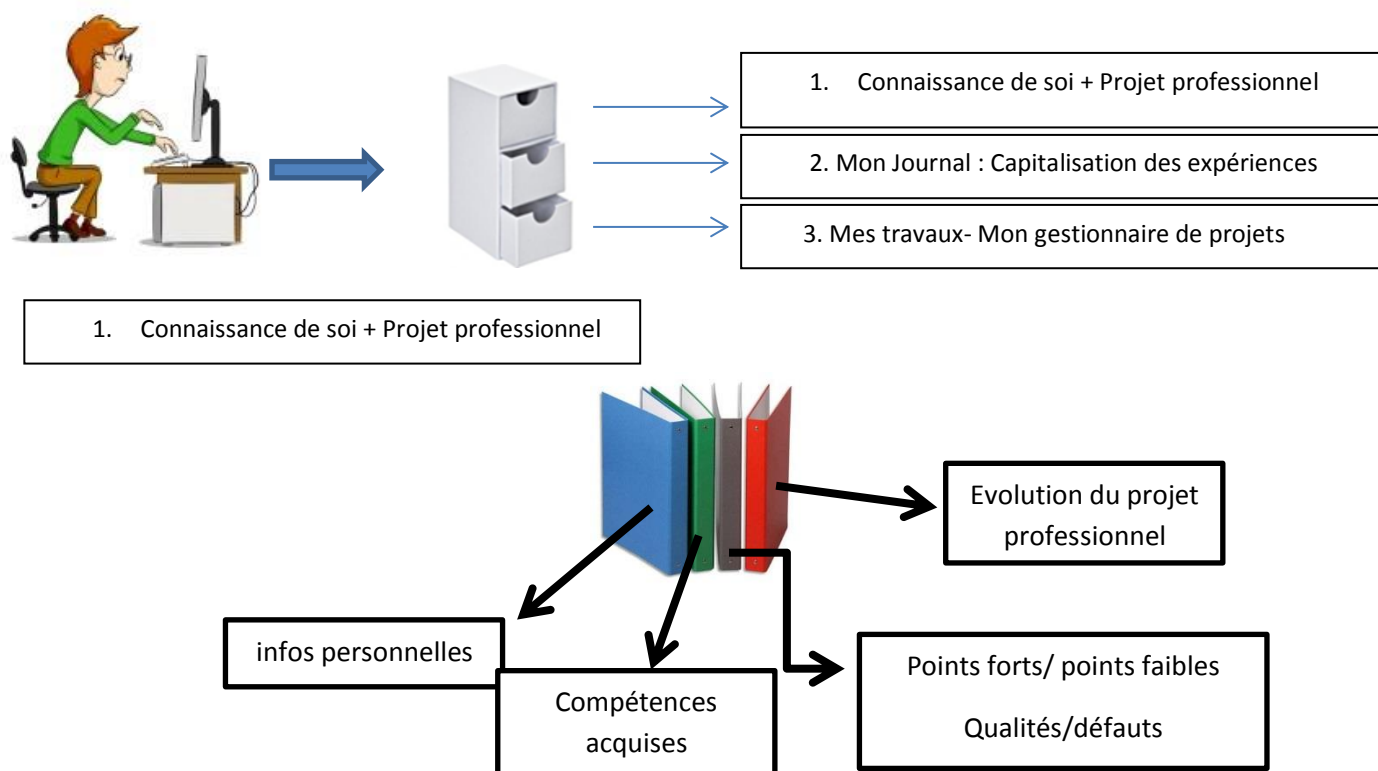 1. Connaissance de soi + Projet professionnel
2. Mon Journal : Capitalisation des expériences
3. Mes travaux- Mon gestionnaire de projets
1. Connaissance de soi + Projet professionnel
Evolution du projet
professionnel
infos personnelles
Compétences
acquises
Points forts/ points faibles
Qualités/défauts